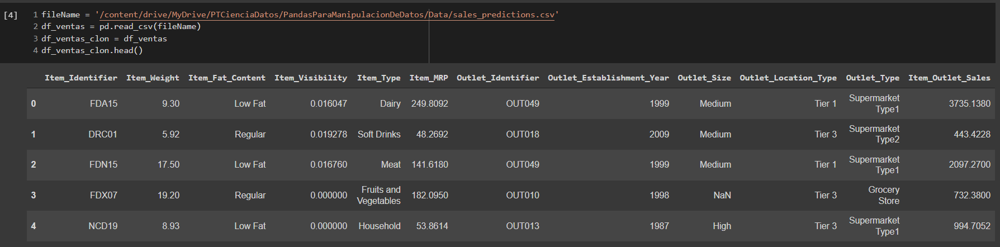 [4] 1 fileName = '/content/drive/MyDrive/PTCienciaDatos/PandasParaManipulacionDeDatos/Data/sales_predictions.csv'
2 df_ventas = pd.read_csv(fileName)
3 df_ventas_clon = df_ventas
4 df_ventas_clon.head()
Item_Identifier Item_Weight Item_Fat_Content Item_Visibility Item_Type Item_MRP Outlet_Identifier Outlet_Establishment_Year Outlet_Size Outlet_Location_Type Outlet_Type Item_Outlet_Sales
0 FDA15 9.30 Low Fat 0.016047 Dairy 249.8092 OUT049 1999 Medium Tier 1 Supermarket Type1 3735.1380
1 DRC01 5.92 Regular 0.019278 Soft Drinks 48.2692 OUT018 2009 Medium Tier 3 Supermarket Type2 443.4228
2 FDN15 17.50 Low Fat 0.016760 Meat 141.6180 OUT049 1999 Medium Tier 1 Supermarket Type1 2097.2700
3 FDX07 19.20 Regular 0.000000 Fruits and Vegetables 182.0950 OUT010 1998 NaN Tier 3 Grocery Store 732.3800
4 NCD19 8.93 Low Fat 0.000000 Household 53.8614 OUT013 1987 High Tier 3 Supermarket Type1 994.7052